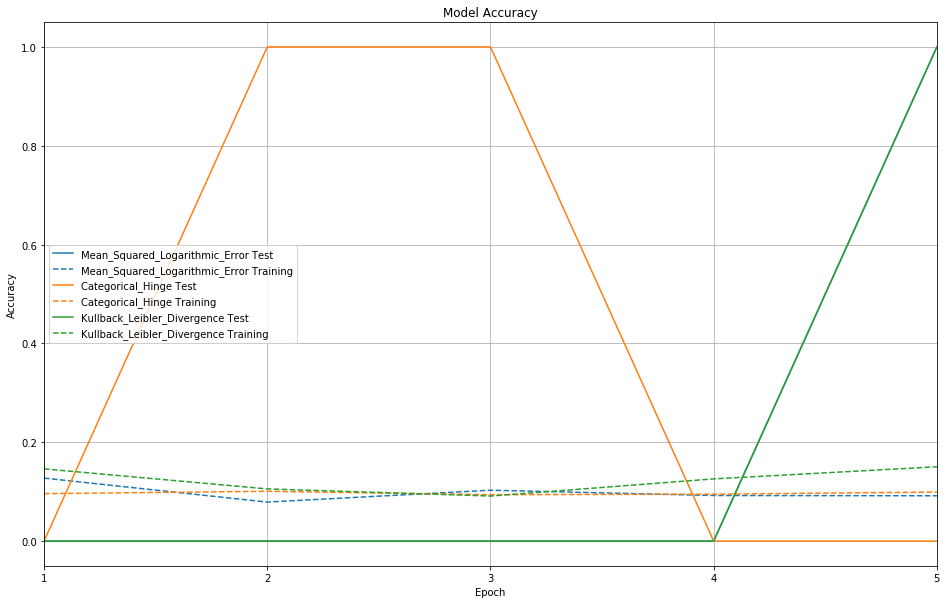 Model Accuracy
1.0
0.8
0.6
0.4
0.2
0.0
Accuracy
Mean_Squared_Logarithmic_Error Test
Mean_Squared_Logarithmic_Error Training
Categorical_Hinge Test
Categorical_Hinge Training
Kullback_Leibler_Divergence Test
Kullback_Leibler_Divergence Training
1 2 3 4 5
Epoch